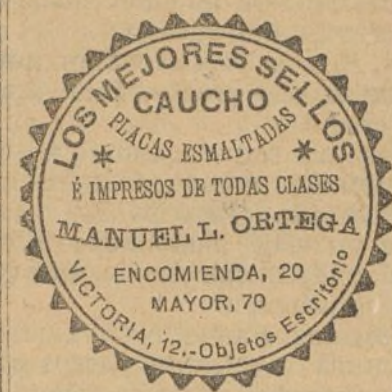 LOS MEJORES SELLOS
CAUCHO
PLACAS ESMALTADAS
* *
É IMPRESOS DE TODAS CLASES
MANUEL L. ORTEGA
ENCOMIENDA, 20
MAYOR, 70
VICTORIA, 12.-Objetos Escritorio